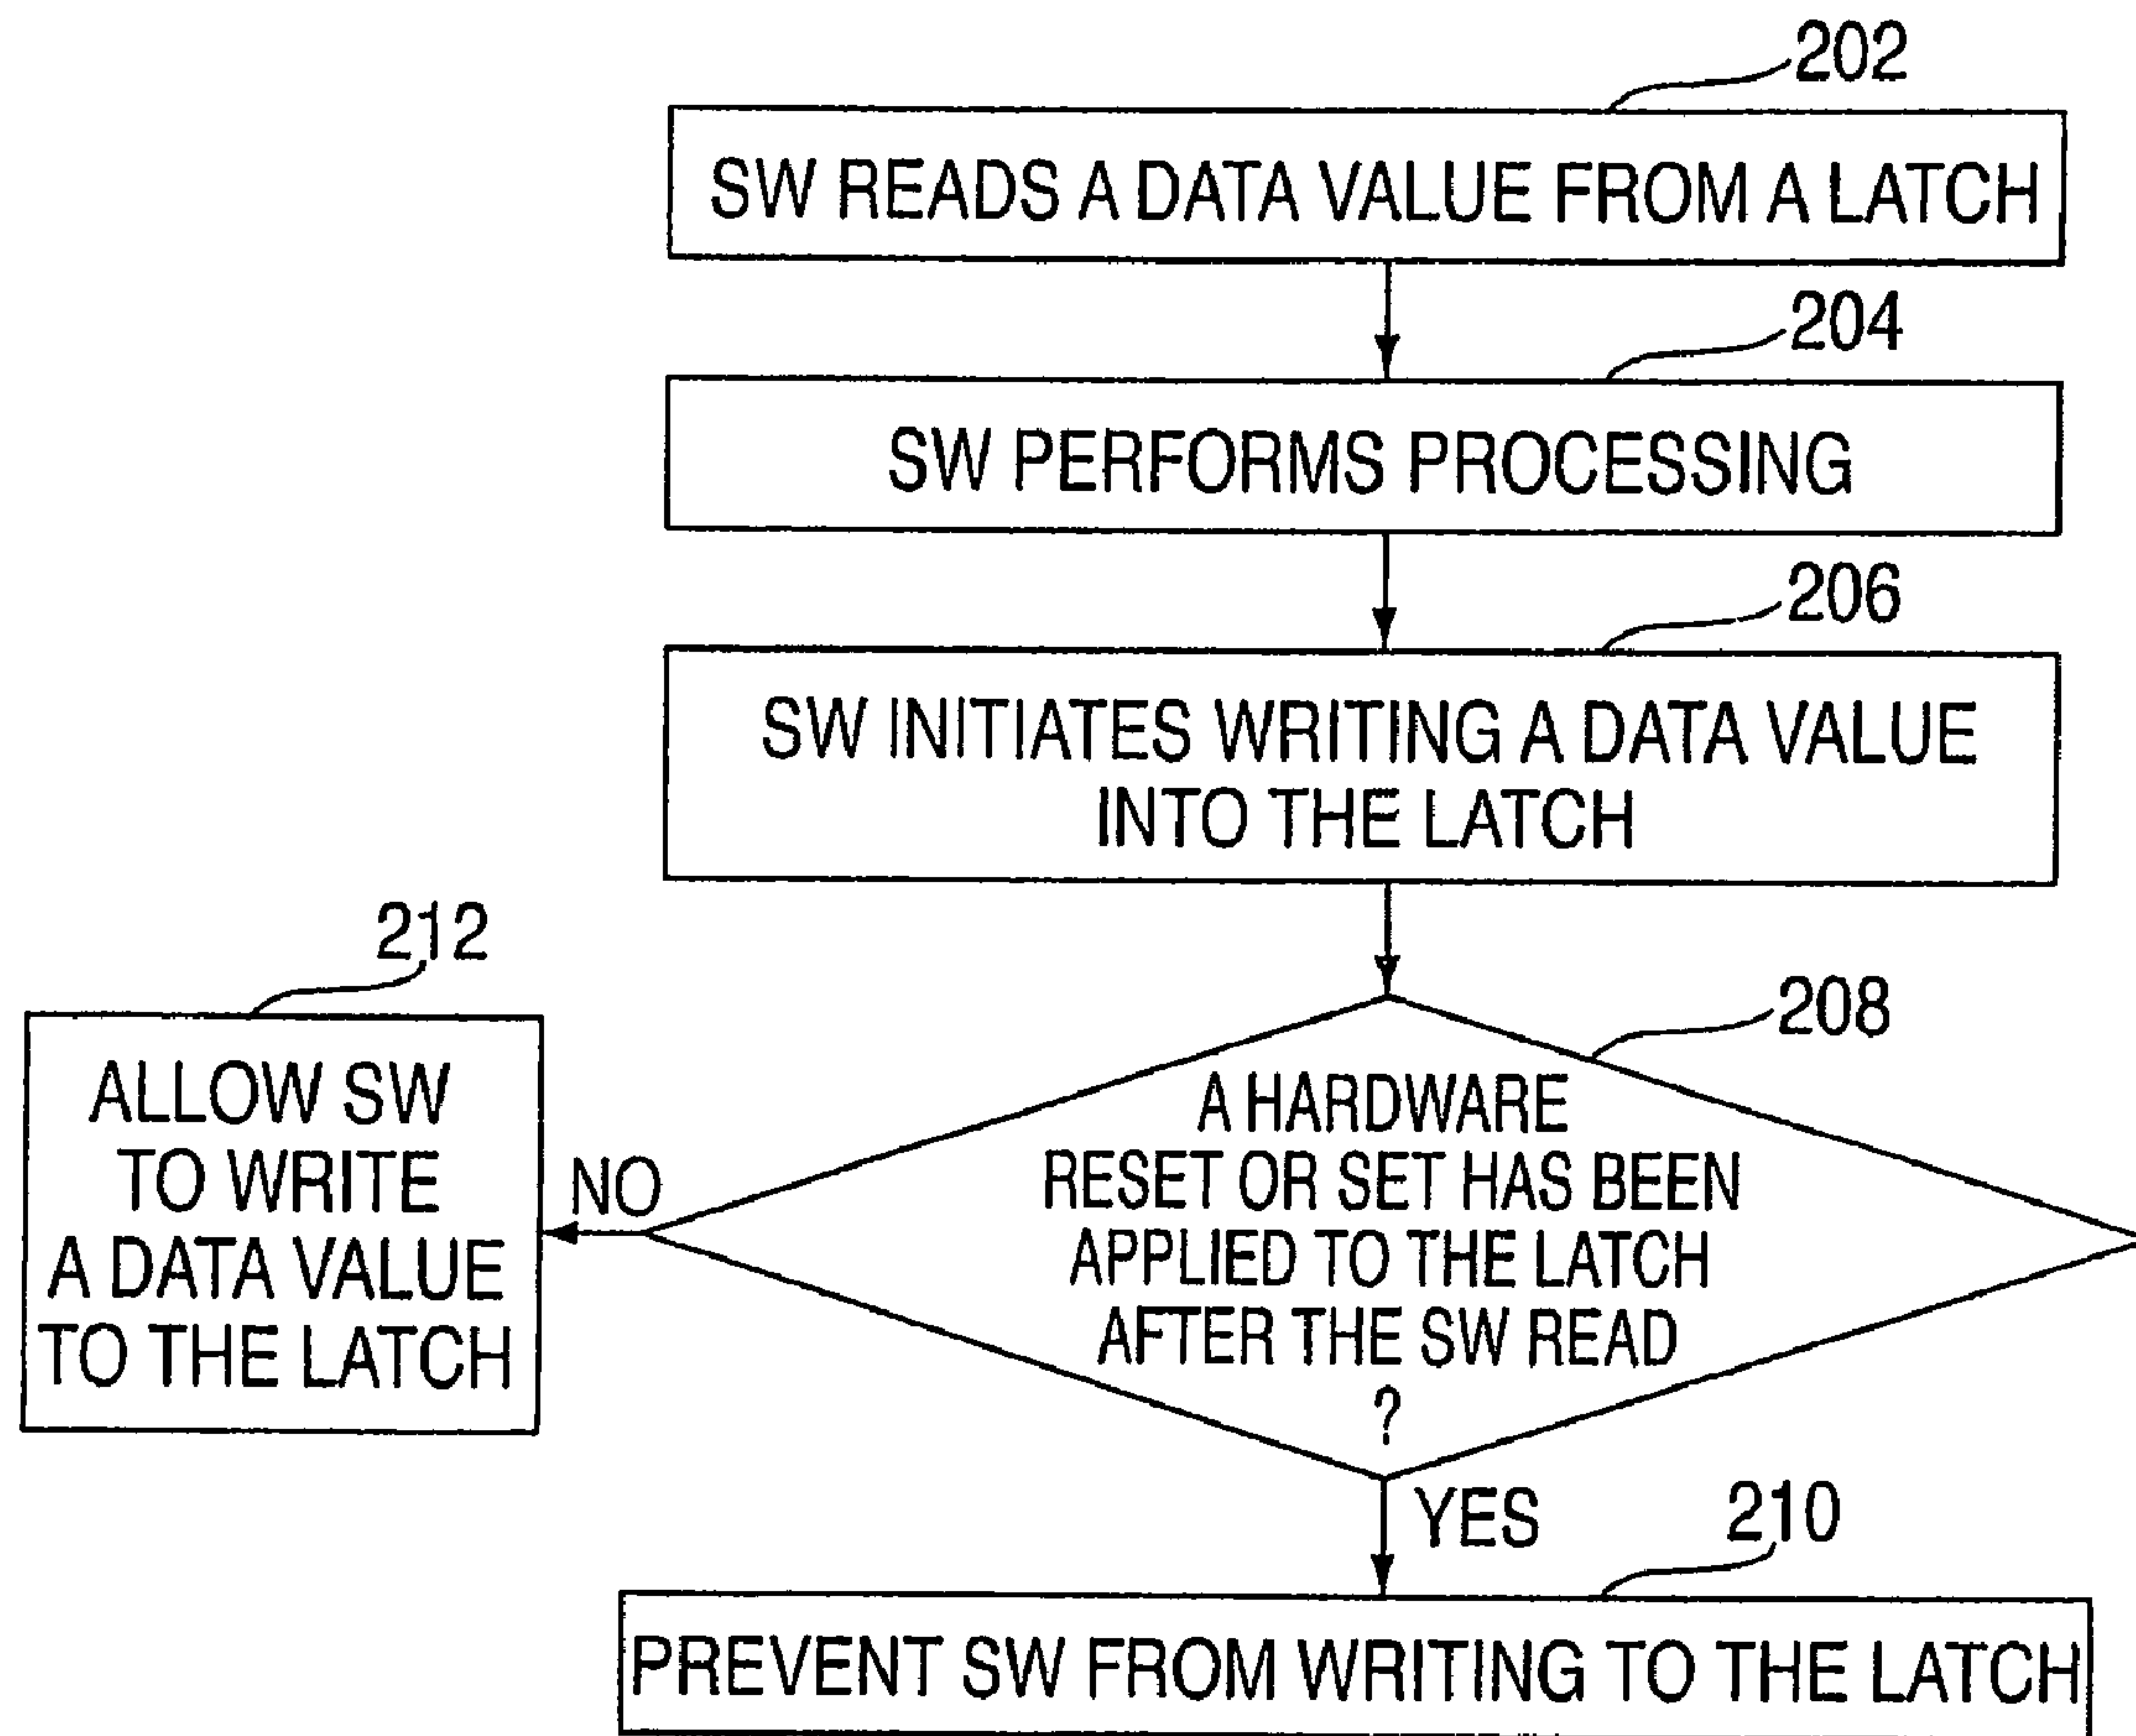 202
SW READS A DATA VALUE FROM A LATCH
204
SW PERFORMS PROCESSING
206
SW INITIATES WRITING A DATA VALUE
INTO THE LATCH
212
ALLOW SW
TO WRITE
A DATA VALUE
TO THE LATCH
NO
208
A HARDWARE
RESET OR SET HAS BEEN
APPLIED TO THE LATCH
AFTER THE SW READ
?
YES
210
PREVENT SW FROM WRITING TO THE LATCH